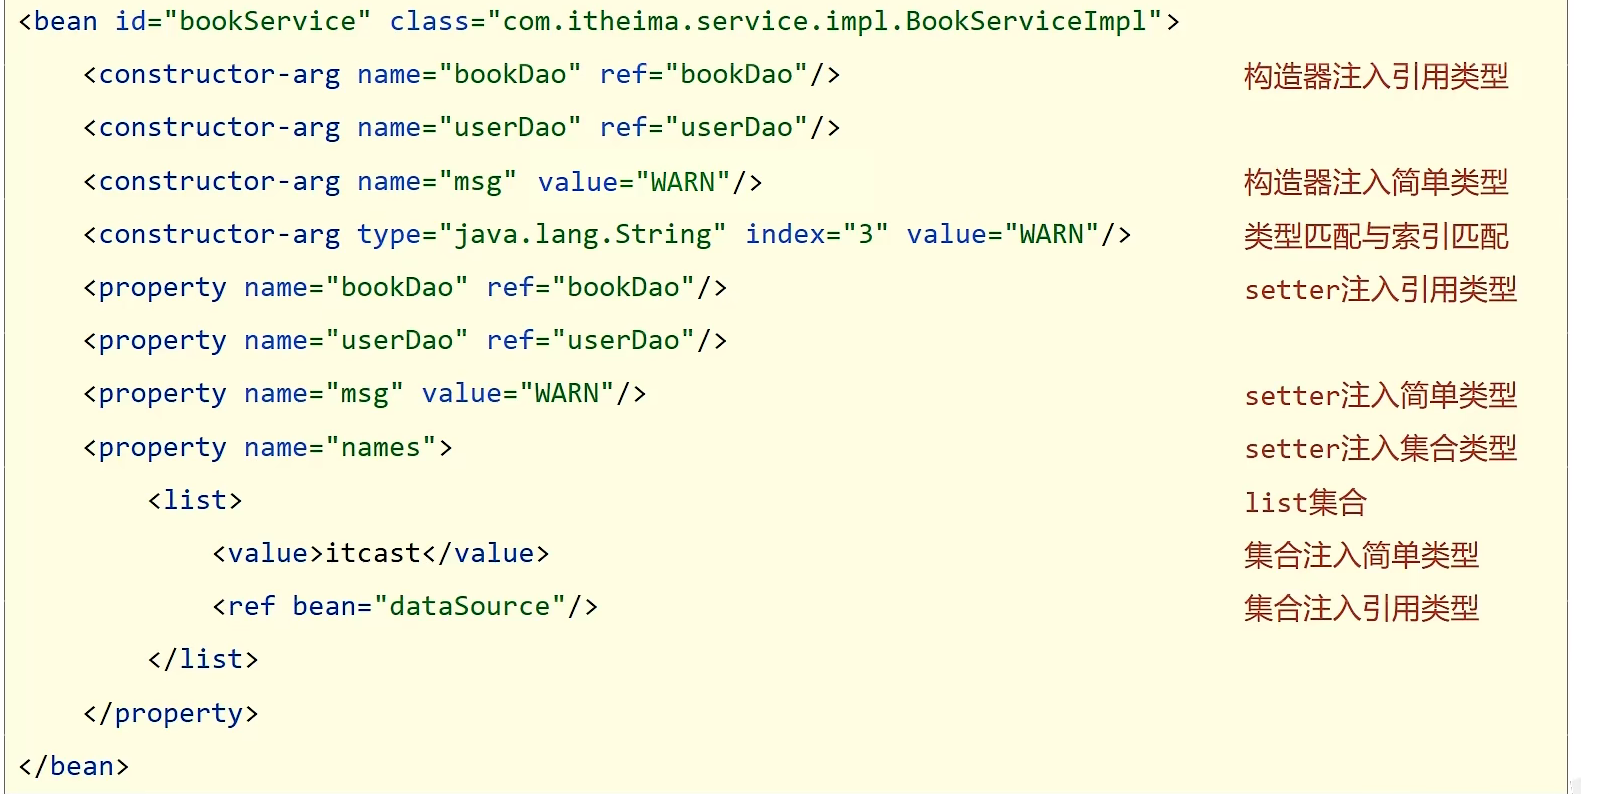 <bean id="bookService" class="com.itheima.service.impl.BookServiceImpl">
<constructor-arg name="bookDao" ref="bookDao"/> 构造器注入引用类型
<constructor-arg name="userDao" ref="userDao"/>
<constructor-arg name="msg" value="WARN"/> 构造器注入简单类型
<constructor-arg type="java.lang.String" index="3" value="WARN"/> 类型匹配与索引匹配
<property name="bookDao" ref="bookDao"/> setter注入引用类型
<property name="userDao" ref="userDao"/>
<property name="msg" value="WARN"/> setter注入简单类型
<property name="names"> setter注入集合类型
<list> list集合
<value>itcast</value> 集合注入简单类型
<ref bean="dataSource"/> 集合注入引用类型
</list>
</property>
</bean>